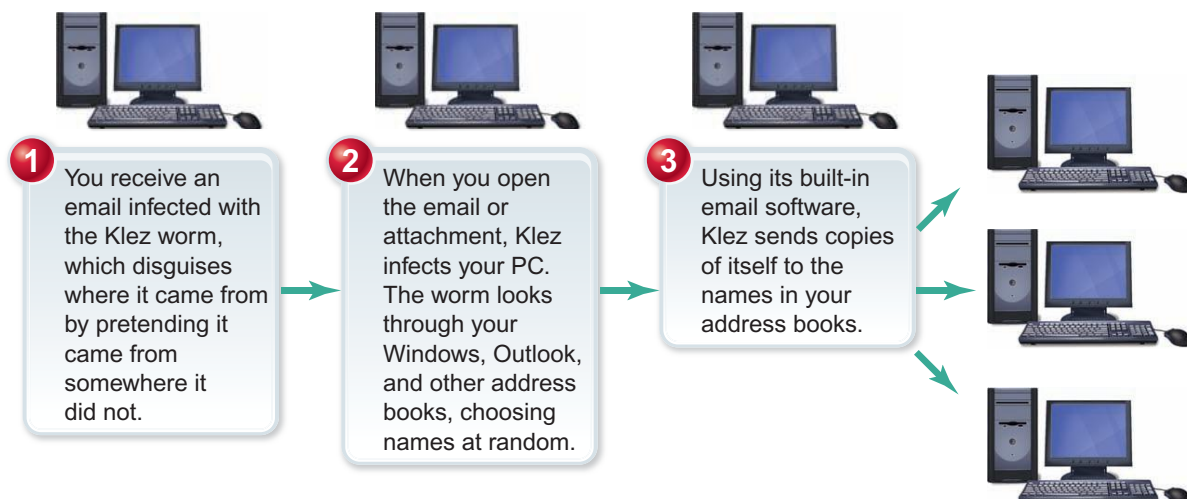 1
You receive an
email infected with
the Klez worm,
which disguises
where it came from
by pretending it
came from
somewhere it
did not.
2
When you open
the email or
attachment, Klez
infects your PC.
The worm looks
through your
Windows, Outlook,
and other address
books, choosing
names at random.
3
Using its built-in
email software,
Klez sends copies
of itself to the
names in your
address books.